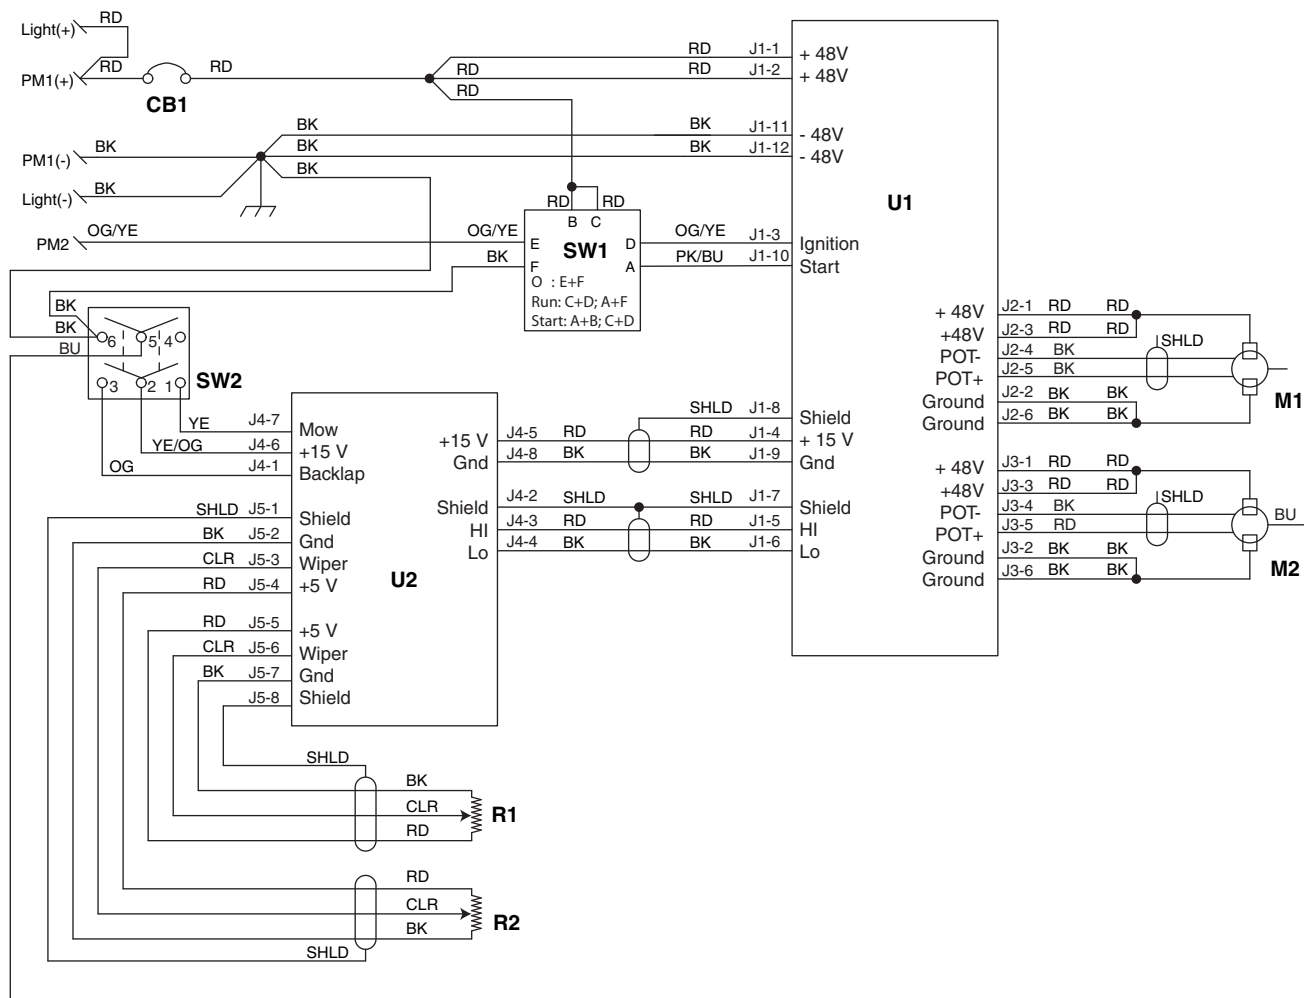 Light(+) RD
PM1(+) RD RD
CB1
RD J1-1 + 48V
RD RD J1-2 + 48V
RD
BK BK J1-11 - 48V
PM1(-) BK BK BK J1-12 - 48V
BK
Light(-) BK
U1
RD RD
B C
PM2 OG/YE OG/YE E SW1 D OG/YE J1-3 Ignition
BK F A PK/BU J1-10 Start
O : E+F
Run: C+D; A+F
Start: A+B; C+D
BK
BK
BU
6 5 4
3 2 1
SW2
+ 48V J2-1 RD RD
+48V J2-3 RD RD
POT- J2-4 BK SHLD
POT+ J2-5 BK
Ground J2-2 BK BK
Ground J2-6 BK BK
M1
YE J4-7 Mow
YE/OG J4-6 +15 V
OG J4-1 Backlap
SHLD J1-8 Shield
+15 V J4-5 RD RD J1-4 + 15 V
Gnd J4-8 BK BK J1-9 Gnd
Shield J4-2 SHLD SHLD J1-7 Shield
HI J4-3 RD RD J1-5 HI
Lo J4-4 BK BK J1-6 Lo
+ 48V J3-1 RD RD
+48V J3-3 RD RD
POT- J3-4 BK SHLD
POT+ J3-5 RD
Ground J3-2 BK BK
Ground J3-6 BK BK
BU
M2
SHLD J5-1 Shield
BK J5-2 Gnd
CLR J5-3 Wiper
RD J5-4 +5 V
U2
RD J5-5 +5 V
CLR J5-6 Wiper
BK J5-7 Gnd
J5-8 Shield
SHLD
BK
CLR R1
RD
RD
CLR
BK R2
SHLD